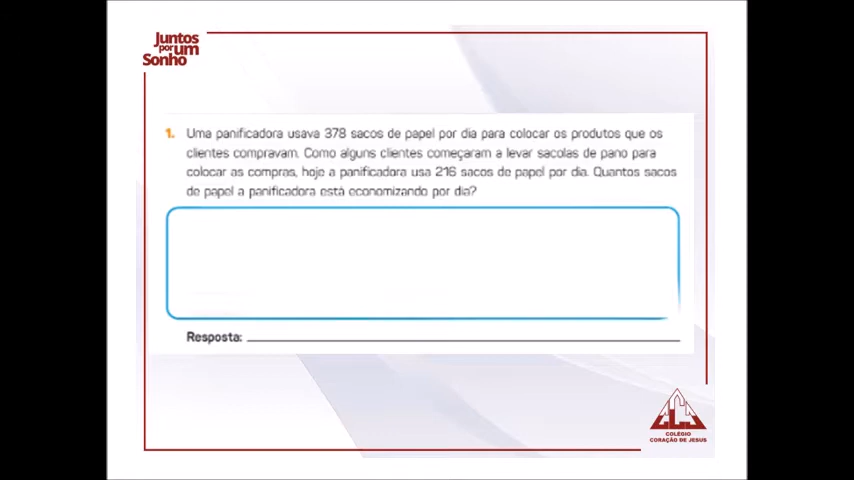 Juntos
por um
Sonho
1. Uma panificadora usava 378 sacos de papel por dia para colocar os produtos que os
clientes compravam. Como alguns clientes começaram a levar sacolas de pano para
colocar as compras, hoje a panificadora usa 216 sacos de papel por dia. Quantos sacos
de papel a panificadora está economizando por dia?
Resposta:
COLÉGIO
CORAÇÃO DE JESUS